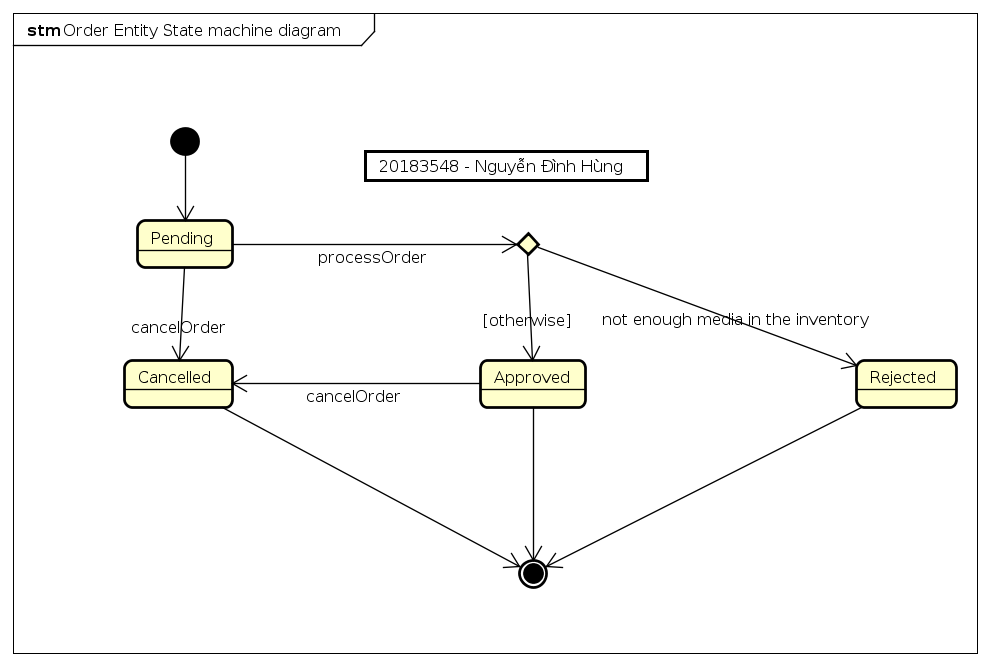 stm Order Entity State machine diagram
20183548 - Nguyễn Đình Hùng
Pending
processOrder
cancelOrder
[otherwise]
not enough media in the inventory
Cancelled
cancelOrder
Approved
Rejected